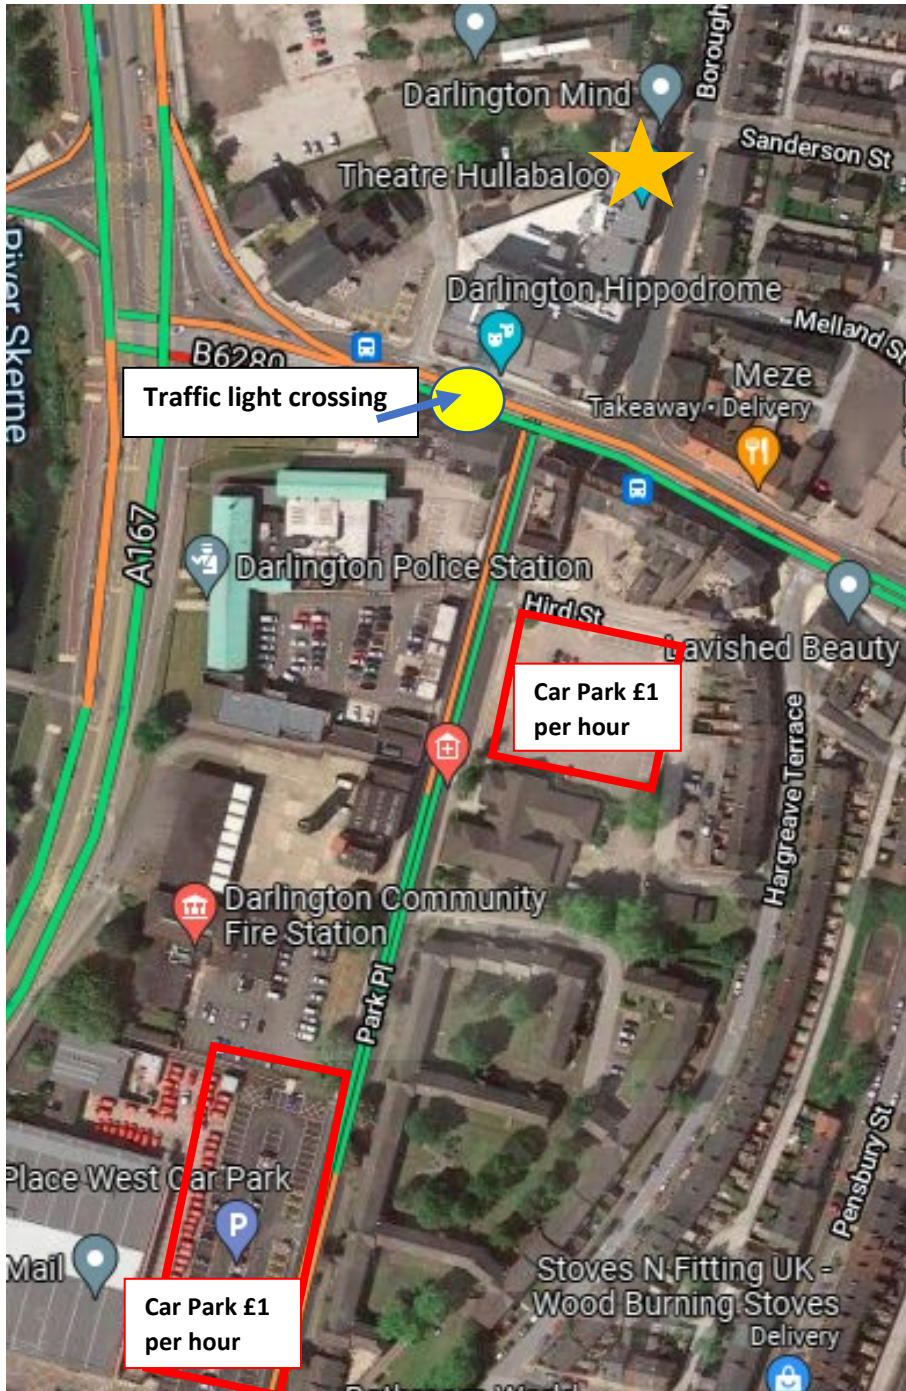 Borough
Darlington Mind
Sanderson St
Theatre Hullabaloo
River Skerne
Darlington Hippodrome
Melland St
B6280
Meze
Takeaway • Delivery
Traffic light crossing
A167
Darlington Police Station
Hird St
Lavished Beauty
Car Park £1
per hour
Hargreave Terrace
Darlington Community
Fire Station
Park Pl
Place West Car Park
P
Pensbury St
Mail
Stoves N Fitting UK -
Wood Burning Stoves
Delivery
Car Park £1
per hour